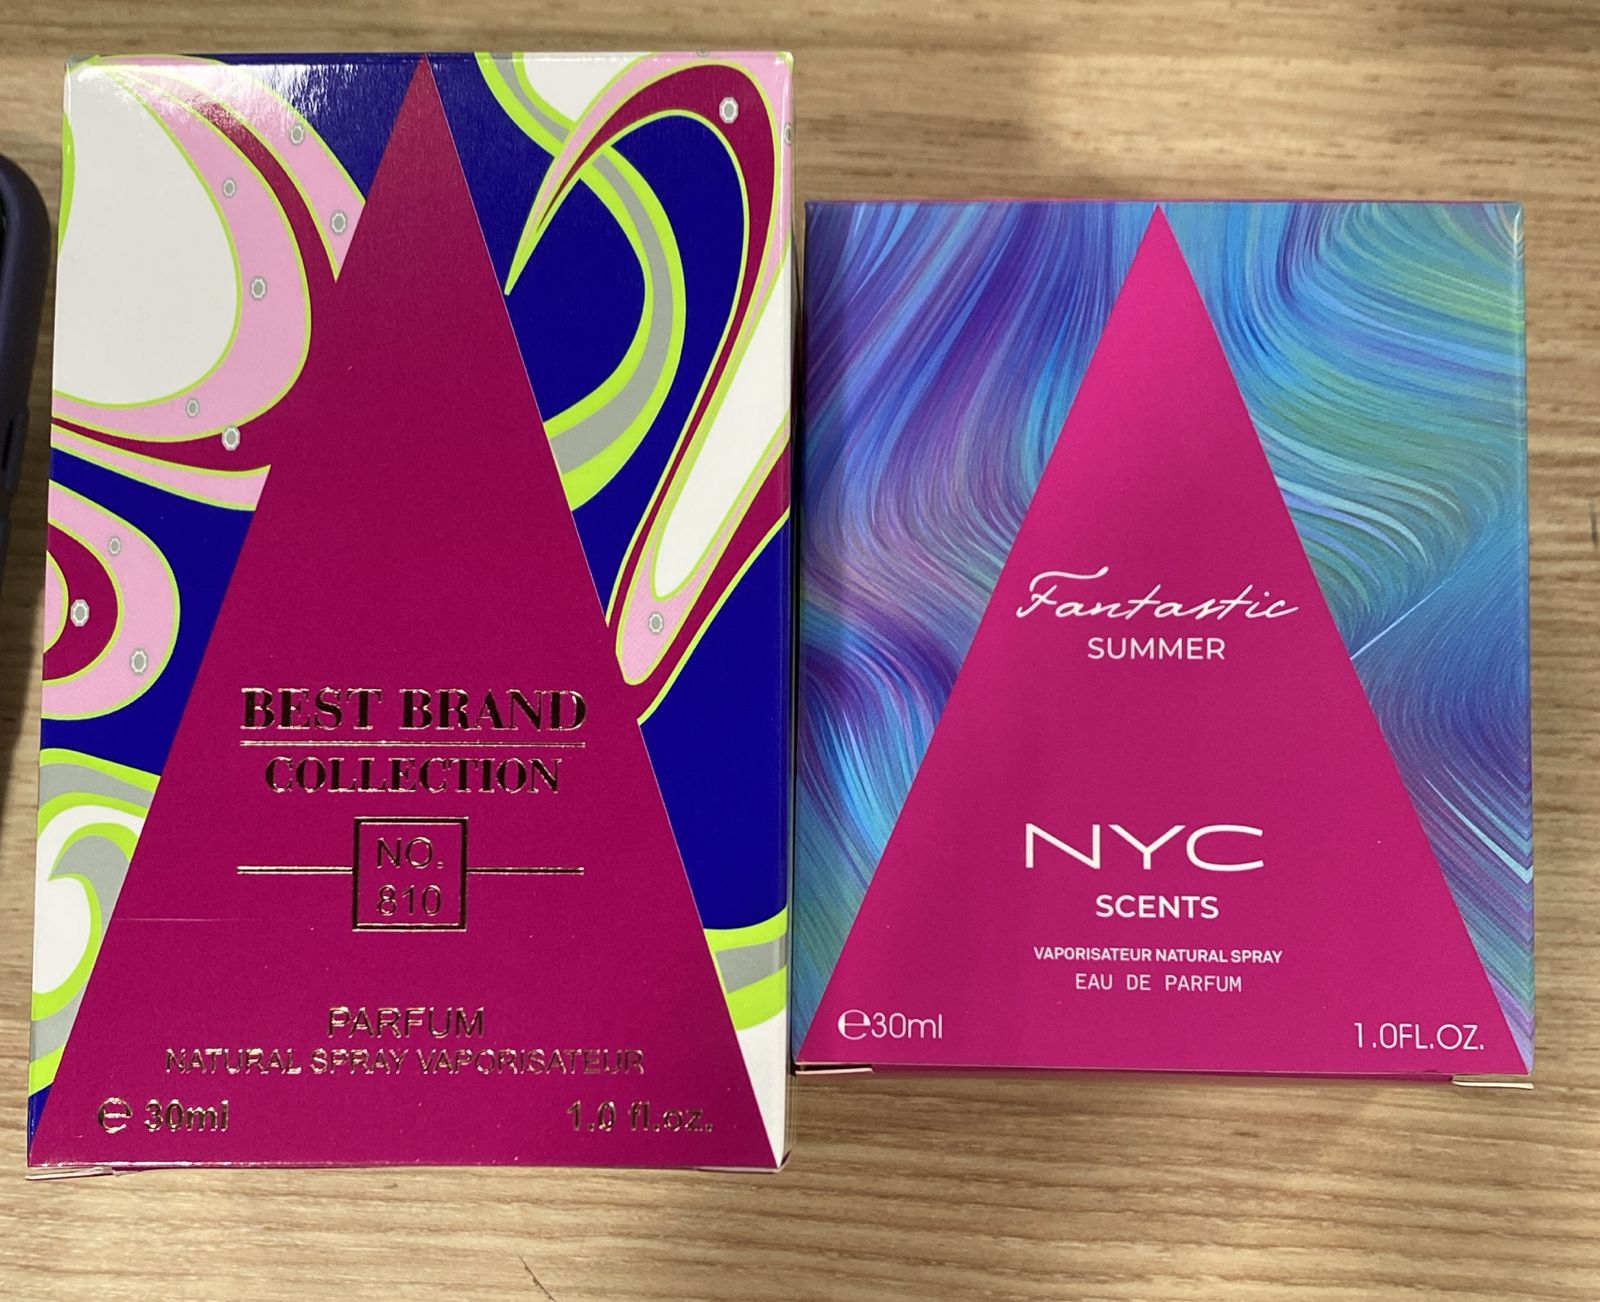 BEST BRAND
COLLECTION
NO.
810
PARFUM
NATURAL SPRAY VAPORISATEUR
e 30ml
1.0 fl.oz.
Fantastic
SUMMER
NYC
SCENTS
VAPORISATEUR NATURAL SPRAY
EAU DE PARFUM
e30ml
1.0FL.OZ.